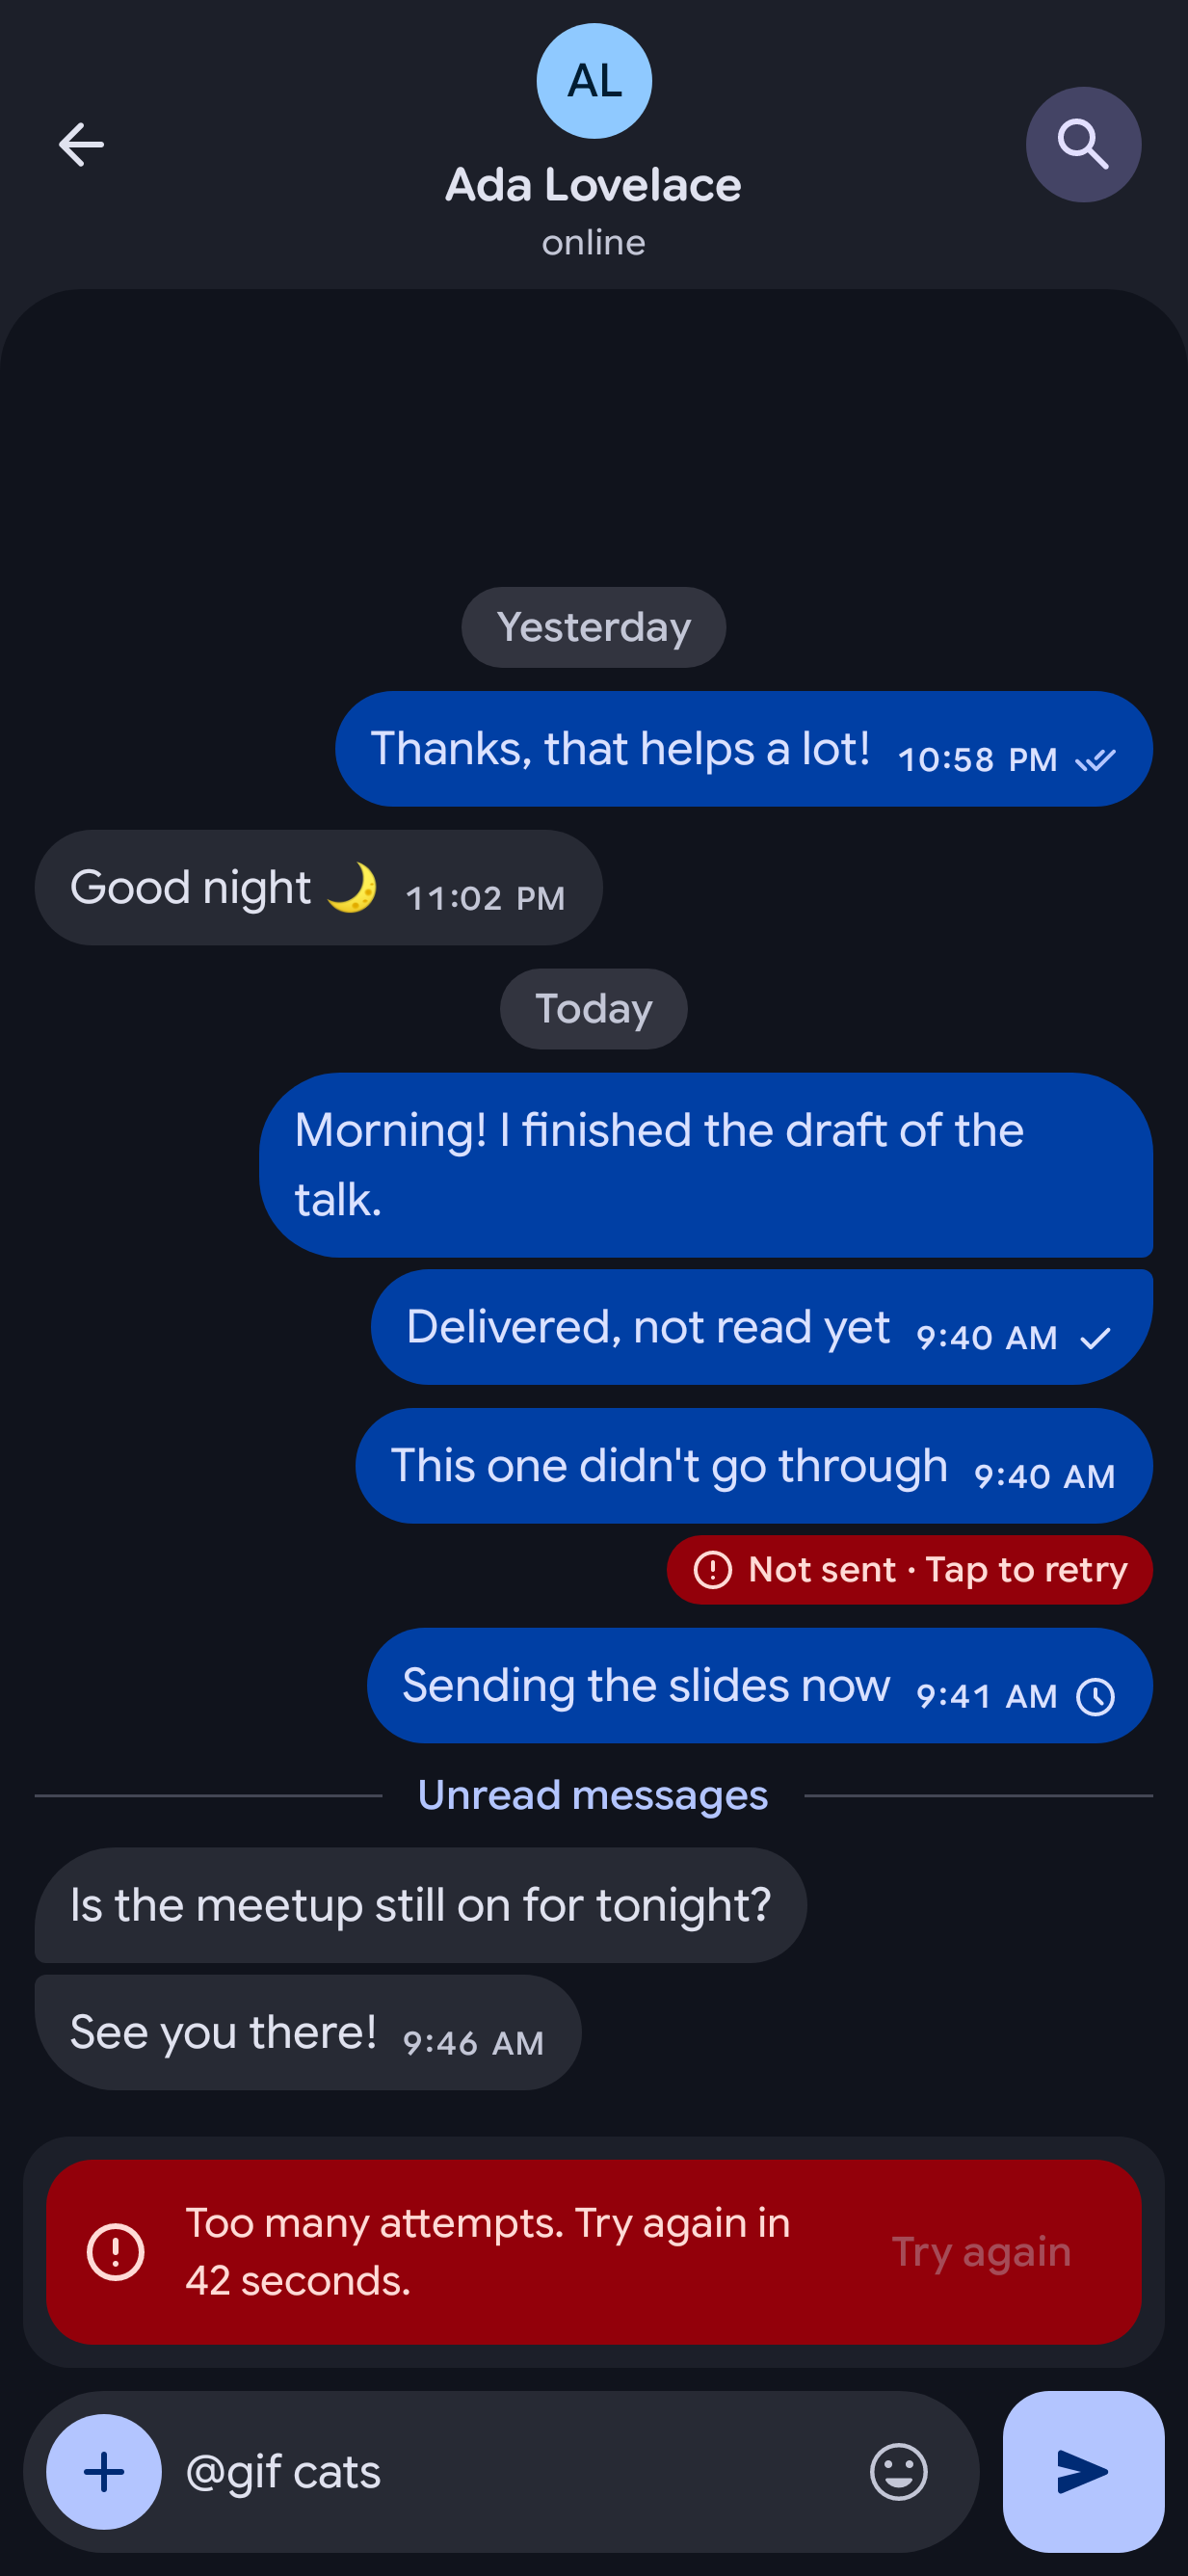 AL
Ada Lovelace
online
Yesterday
Thanks, that helps a lot! 10:58 PM
Good night 🌙 11:02 PM
Today
Morning! I finished the draft of the
talk.
Delivered, not read yet 9:40 AM
This one didn't go through 9:40 AM
Not sent · Tap to retry
Sending the slides now 9:41 AM
Unread messages
Is the meetup still on for tonight?
See you there! 9:46 AM
Too many attempts. Try again in
42 seconds.
Try again
@gif cats